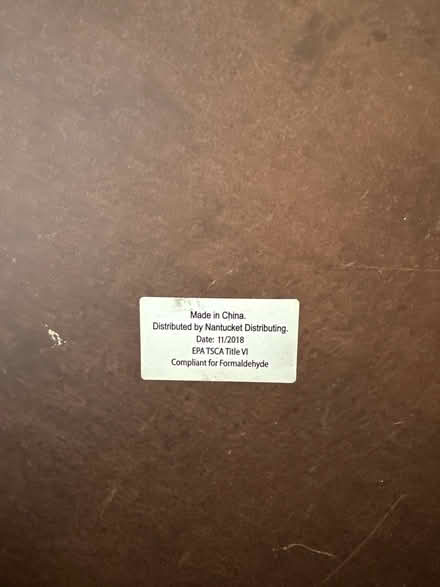 Made in China.
Distributed by Nantucket Distributing.
Date: 11/2018
EPA TSCA Title VI
Compliant for Formaldehyde